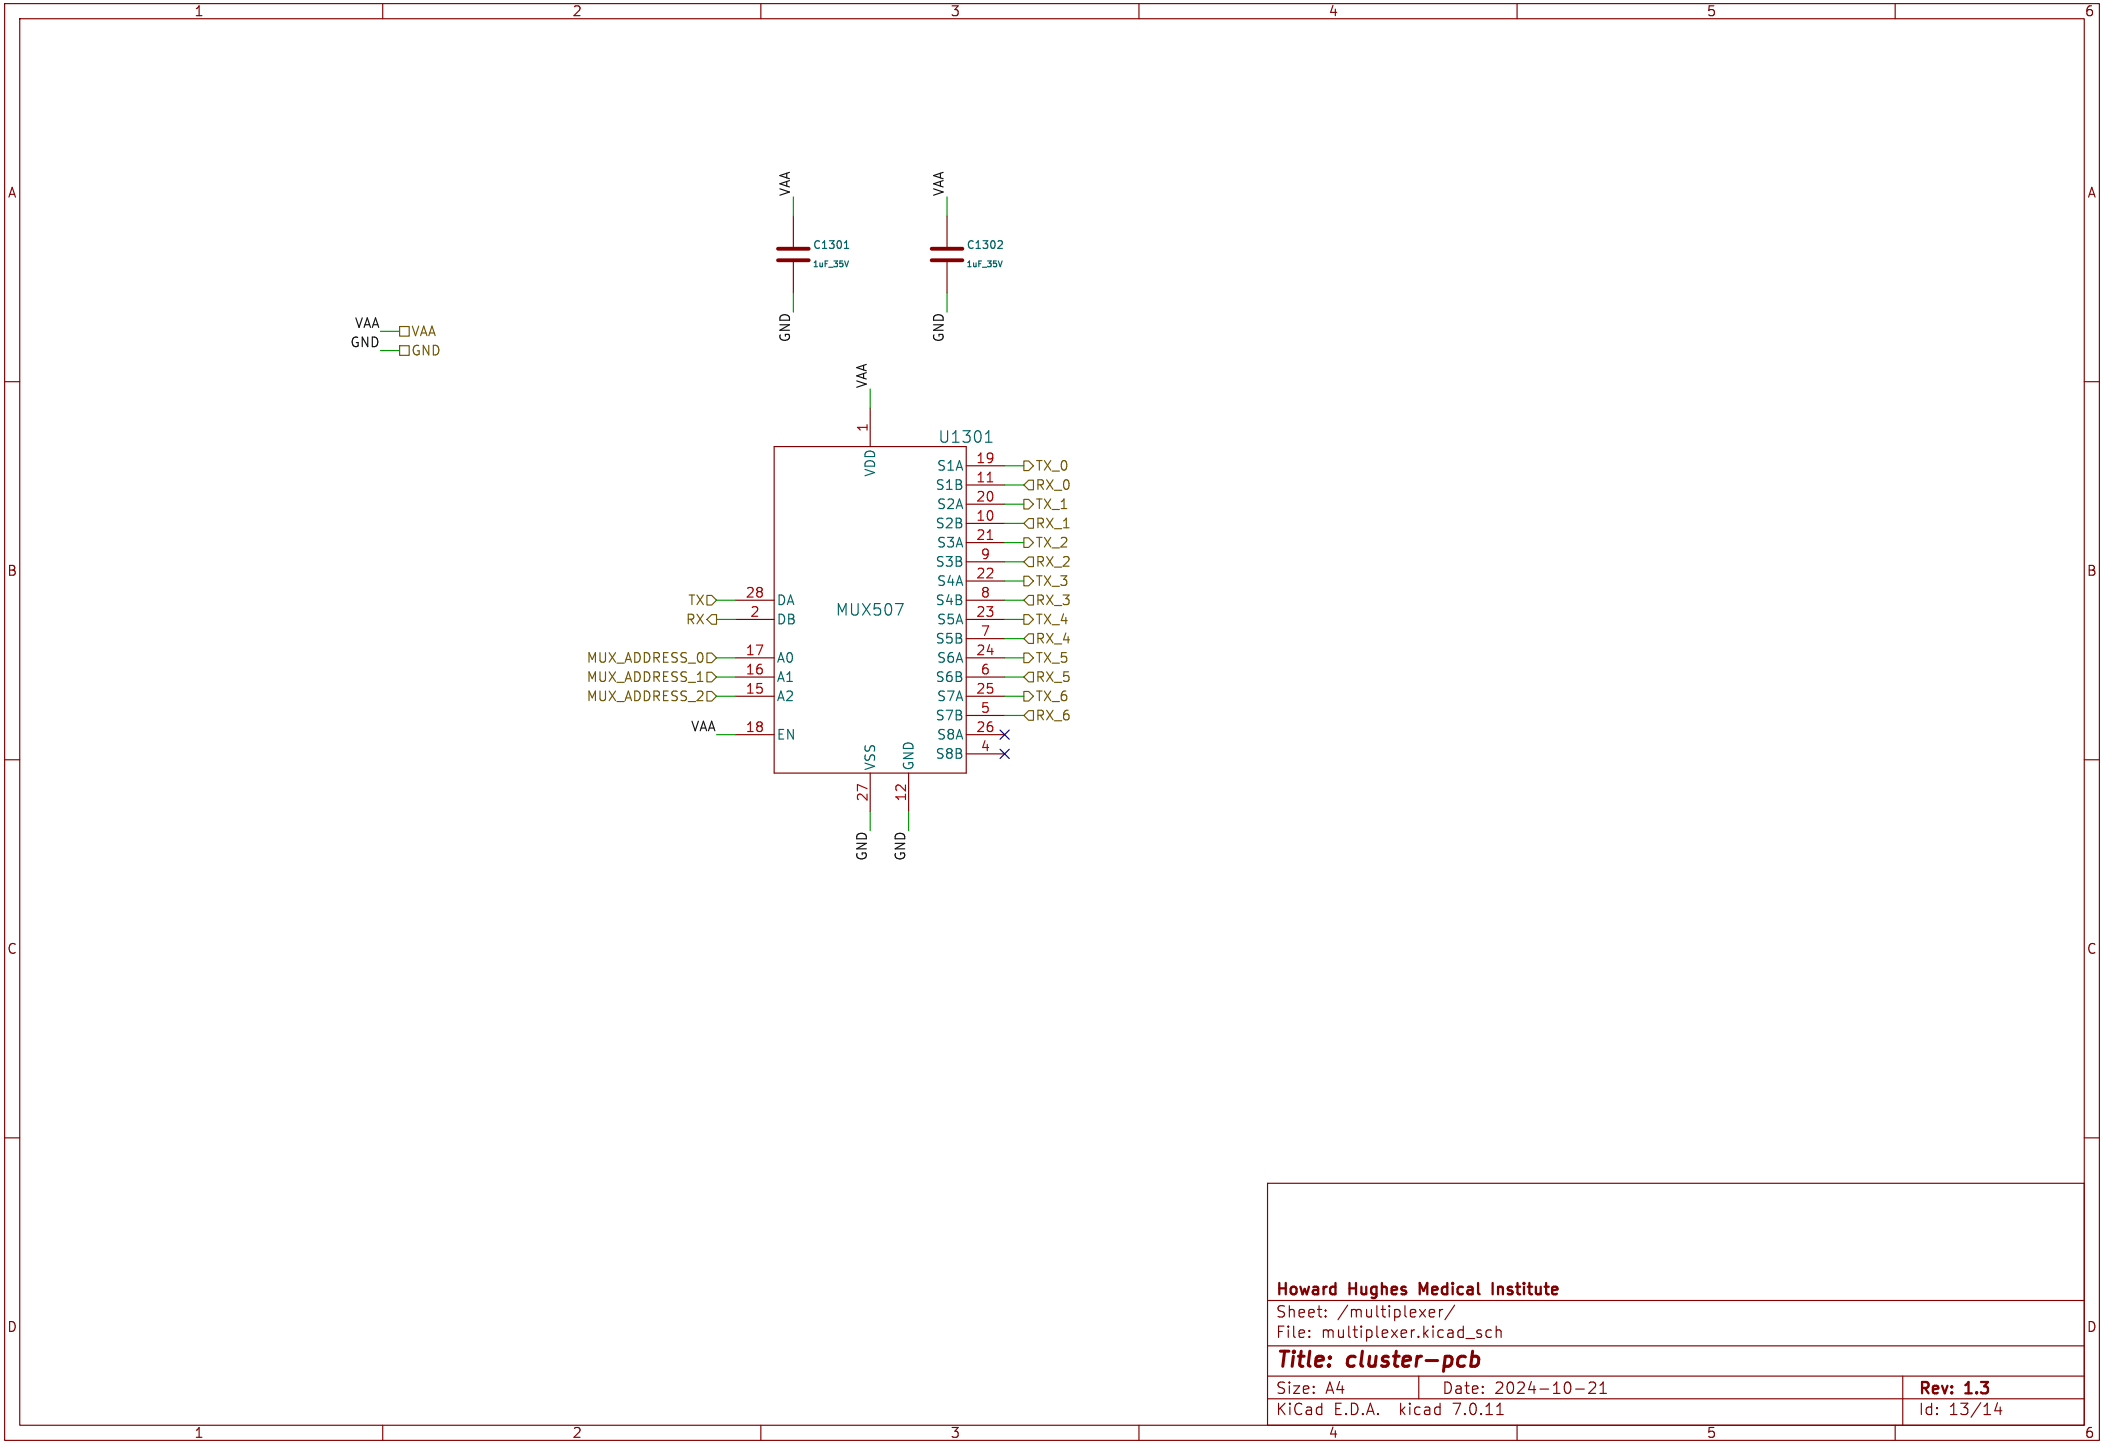 1 2 3 4 5 6
A A
VAA VAA
C1301 C1302
1uF_35V 1uF_35V
GND GND
VAA VAA
GND GND
VAA
1
U1301
VDD
S1A 19 TX_0
S1B 11 RX_0
S2A 20 TX_1
S2B 10 RX_1
S3A 21 TX_2
S3B 9 RX_2
B B
S4A 22 TX_3
TX 28 DA MUX507 S4B 8 RX_3
RX 2 DB S5A 23 TX_4
S5B 7 RX_4
MUX_ADDRESS_0 17 A0 S6A 24 TX_5
MUX_ADDRESS_1 16 A1 S6B 6 RX_5
MUX_ADDRESS_2 15 A2 S7A 25 TX_6
S7B 5 RX_6
VAA 18 EN S8A 26
VSS GND S8B 4
27 12
GND GND
C C
Howard Hughes Medical Institute
Sheet: /multiplexer/
File: multiplexer.kicad_sch
D D
Title: cluster-pcb
Size: A4 Date: 2024-10-21 Rev: 1.3
KiCad E.D.A. kicad 7.0.11 Id: 13/14
1 2 3 4 5 6